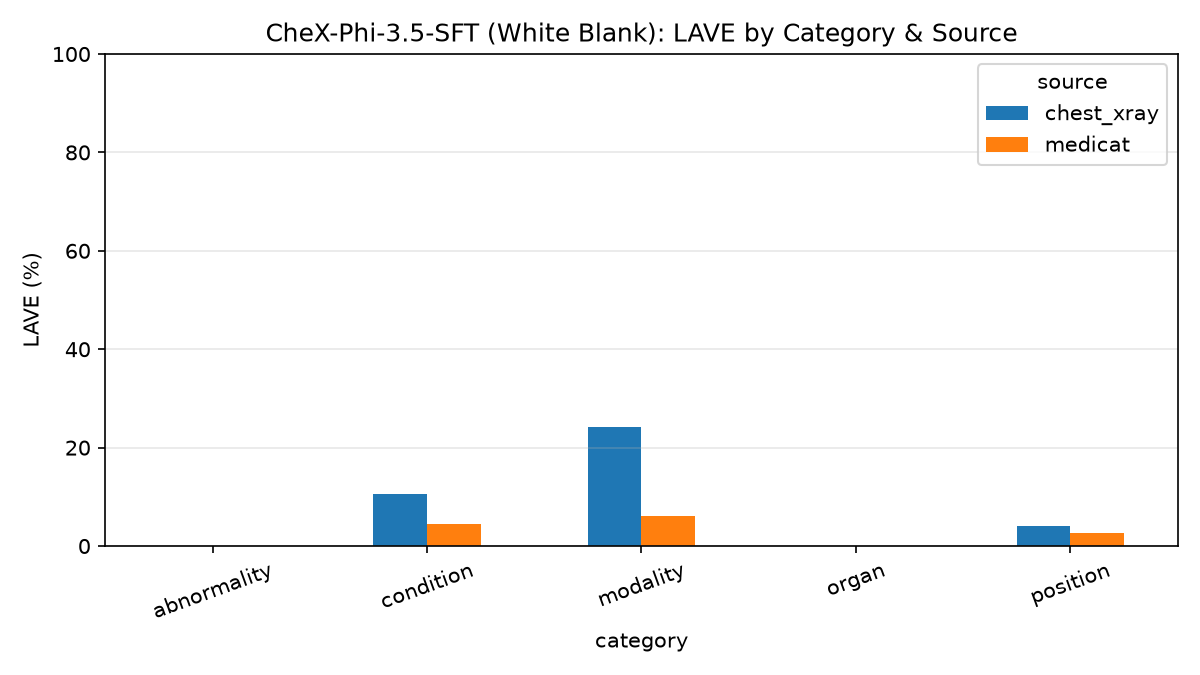 CheX-Phi-3.5-SFT (White Blank): LAVE by Category & Source
100
80
60
40
20
0
LAVE (%)
source
chest_xray
medicat
abnormality
condition
modality
organ
position
category